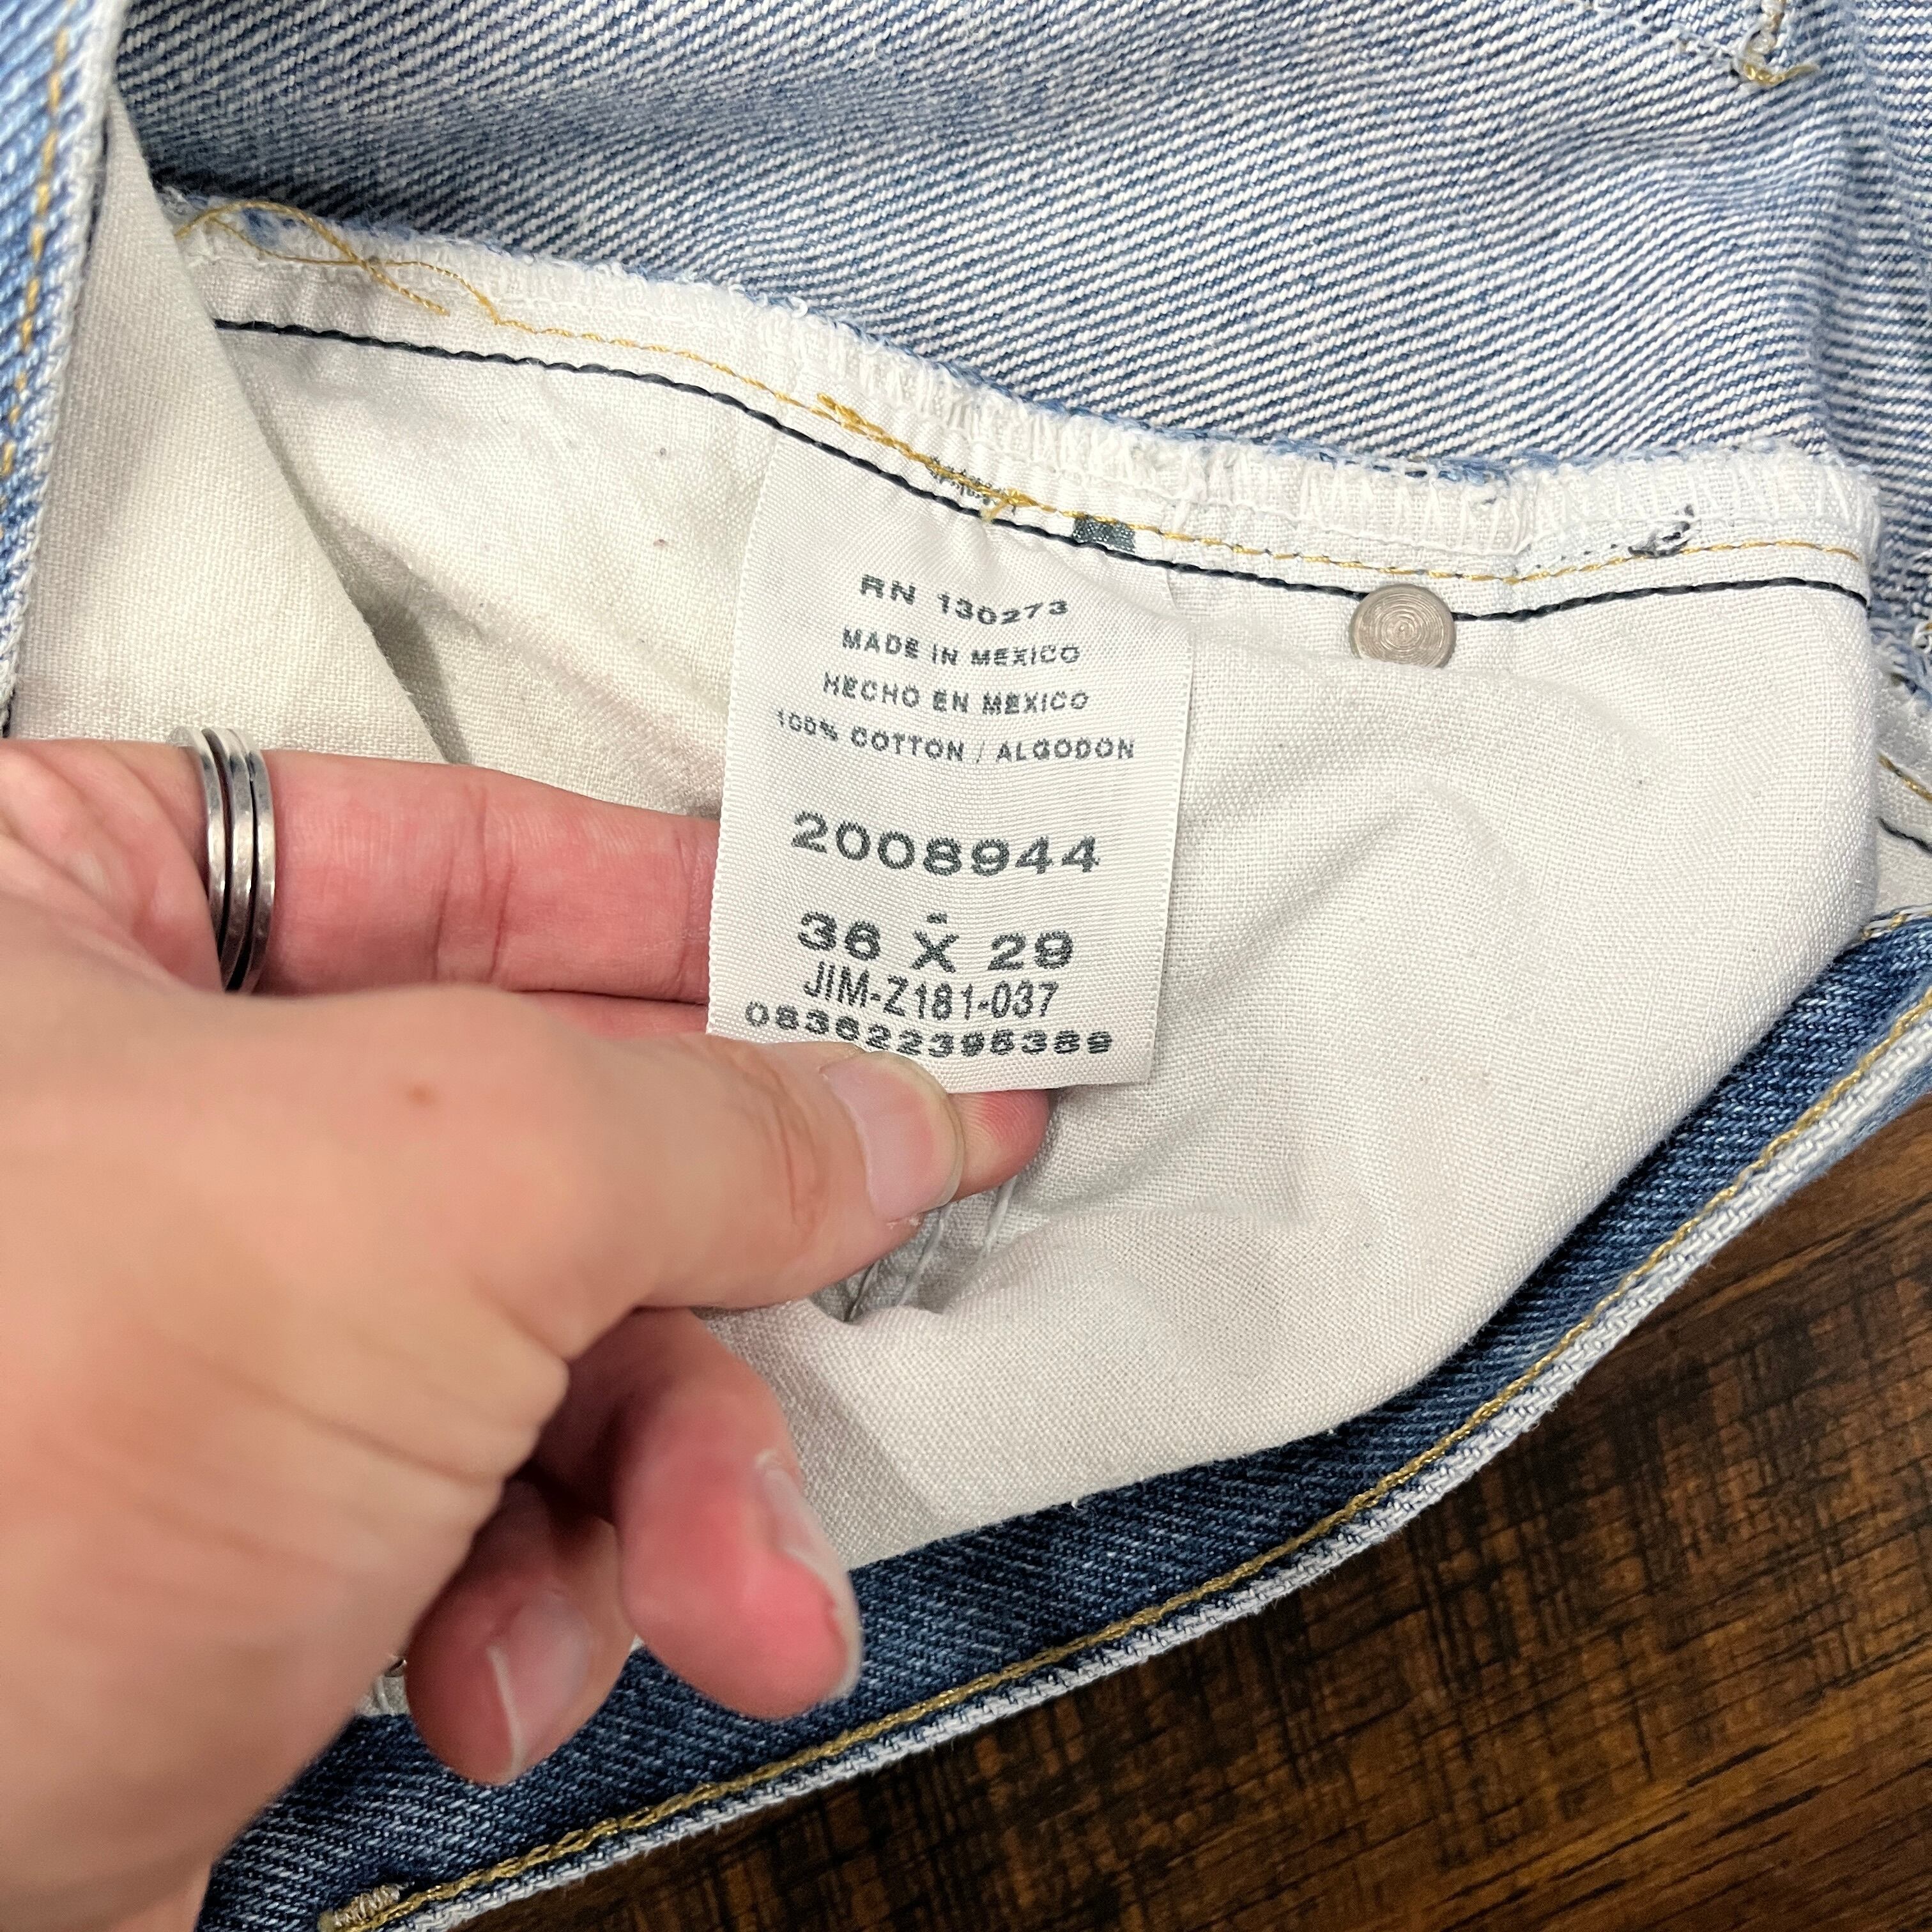 RN 130273
MADE IN MEXICO
HECHO EN MEXICO
100% COTTON / ALGODON
2008944
36 X 29
JIM-Z181-037
083622395389